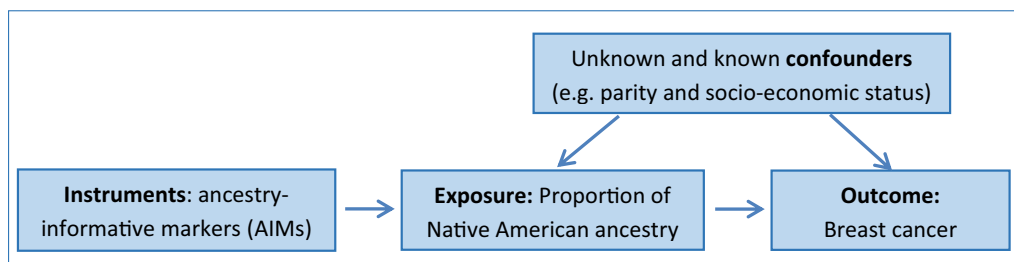 Unknown and known confounders
(e.g. parity and socio-economic status)
Instruments: ancestry-
informative markers (AIMs)
Exposure: Proportion of
Native American ancestry
Outcome:
Breast cancer